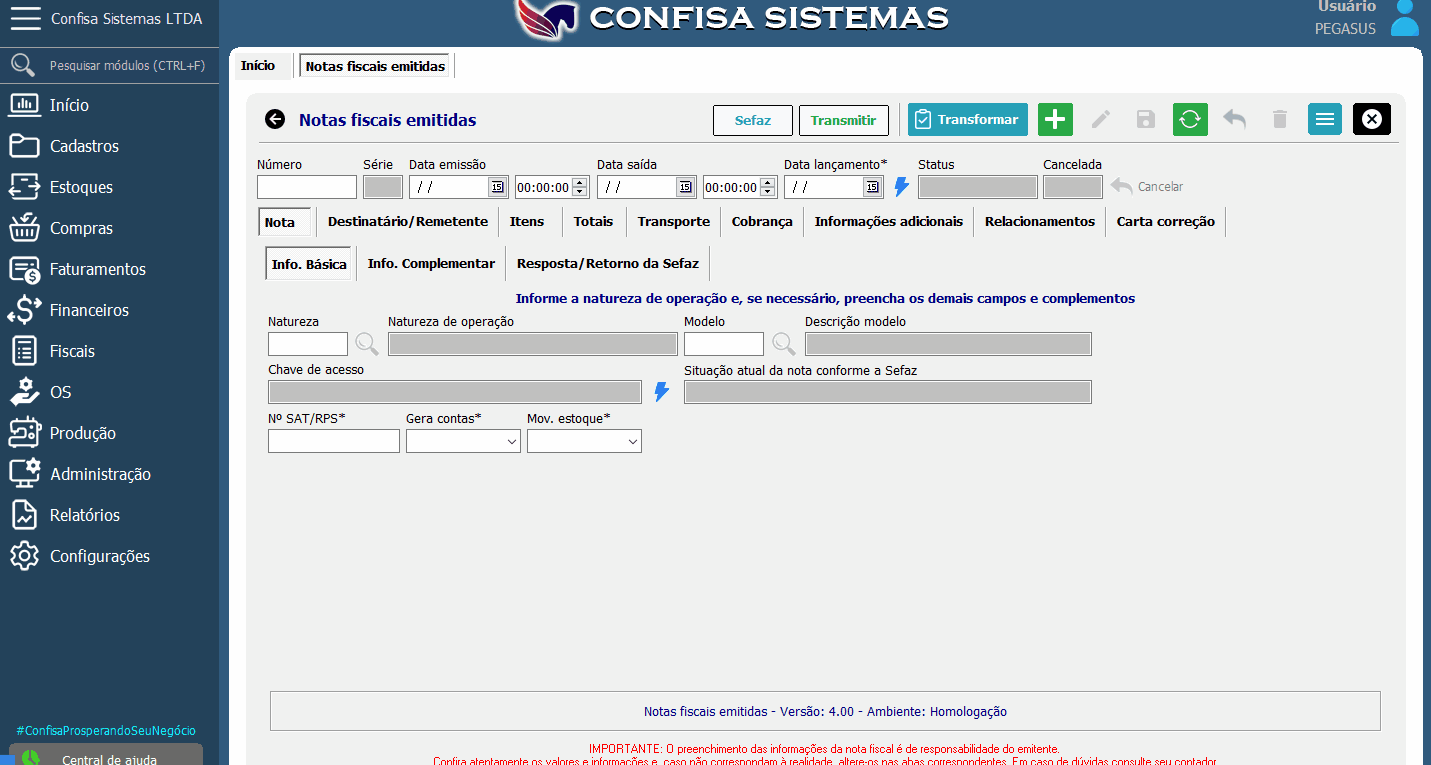 Confisa Sistemas LTDA
CONFISA SISTEMAS
Usuário
PEGASUS
Pesquisar módulos (CTRL+F)
Início
Cadastros
Estoques
Compras
Faturamentos
Financeiros
Fiscais
OS
Produção
Administração
Relatórios
Configurações
#ConfisaProsperandoSeuNegócio
Central de ajuda
Início
Notas fiscais emitidas
Notas fiscais emitidas
Sefaz
Transmitir
Transformar
Número
Série
Data emissão
Data saída
Data lançamento*
Status
Cancelada
/ /
15
00:00:00
/ /
15
00:00:00
/ /
15
Cancelar
Nota
Destinatário/Remetente
Itens
Totais
Transporte
Cobrança
Informações adicionais
Relacionamentos
Carta correção
Info. Básica
Info. Complementar
Resposta/Retorno da Sefaz
Informe a natureza de operação e, se necessário, preencha os demais campos e complementos
Natureza
Natureza de operação
Modelo
Descrição modelo
Chave de acesso
Situação atual da nota conforme a Sefaz
Nº SAT/RPS*
Gera contas*
Mov. estoque*
Notas fiscais emitidas - Versão: 4.00 - Ambiente: Homologação
IMPORTANTE: O preenchimento das informações da nota fiscal é de responsabilidade do emitente.
Confira atentamente os valores e informações e, caso não correspondam à realidade, altere-os nas abas correspondentes. Em caso de dúvidas consulte seu contador